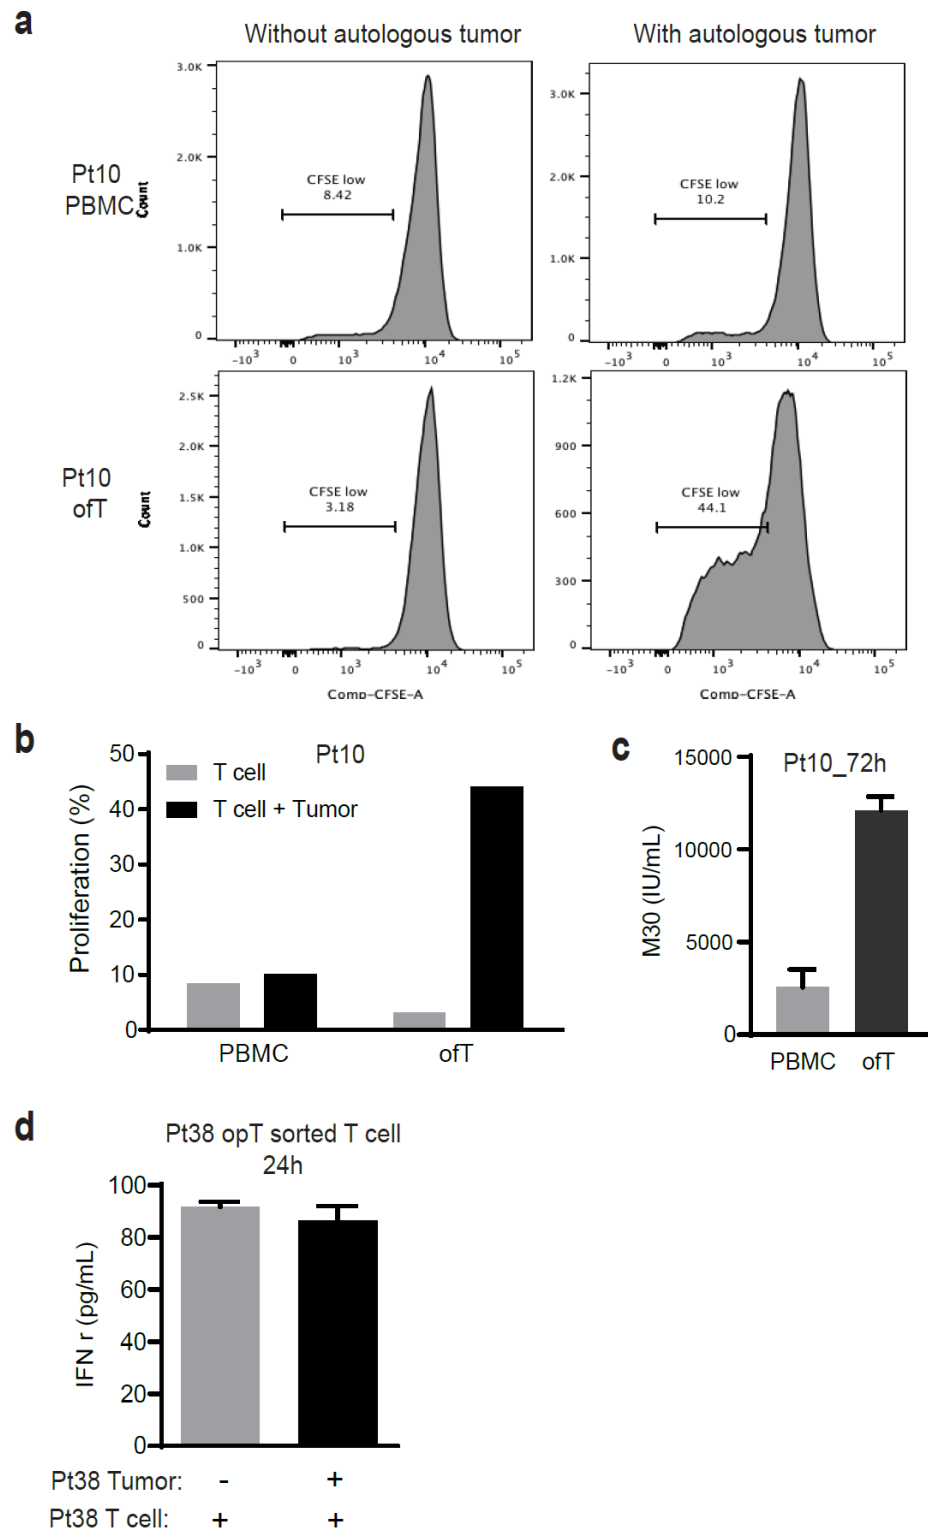 a
Without autologous tumor
With autologous tumor
Pt10
PBMC
Count
3.0K
2.0K
1.0K
0
CFSE low
8.42
-10³ 0 10³ 10⁴ 10⁵
3.0K
2.0K
1.0K
0
CFSE low
10.2
-10³ 0 10³ 10⁴ 10⁵
Pt10
ofT
Count
2.5K
2.0K
1.5K
1.0K
500
0
CFSE low
3.18
-10³ 0 10³ 10⁴ 10⁵
Comp-CFSE-A
1.2K
900
600
300
0
CFSE low
44.1
-10³ 0 10³ 10⁴ 10⁵
Comp-CFSE-A
b
Pt10
T cell
T cell + Tumor
Proliferation (%)
50
40
30
20
10
0
PBMC ofT
c
Pt10_72h
M30 (IU/mL)
15000
10000
5000
0
PBMC ofT
d
Pt38 opT sorted T cell
24h
IFN r (pg/mL)
100
80
60
40
20
0
Pt38 Tumor: - +
Pt38 T cell: + +